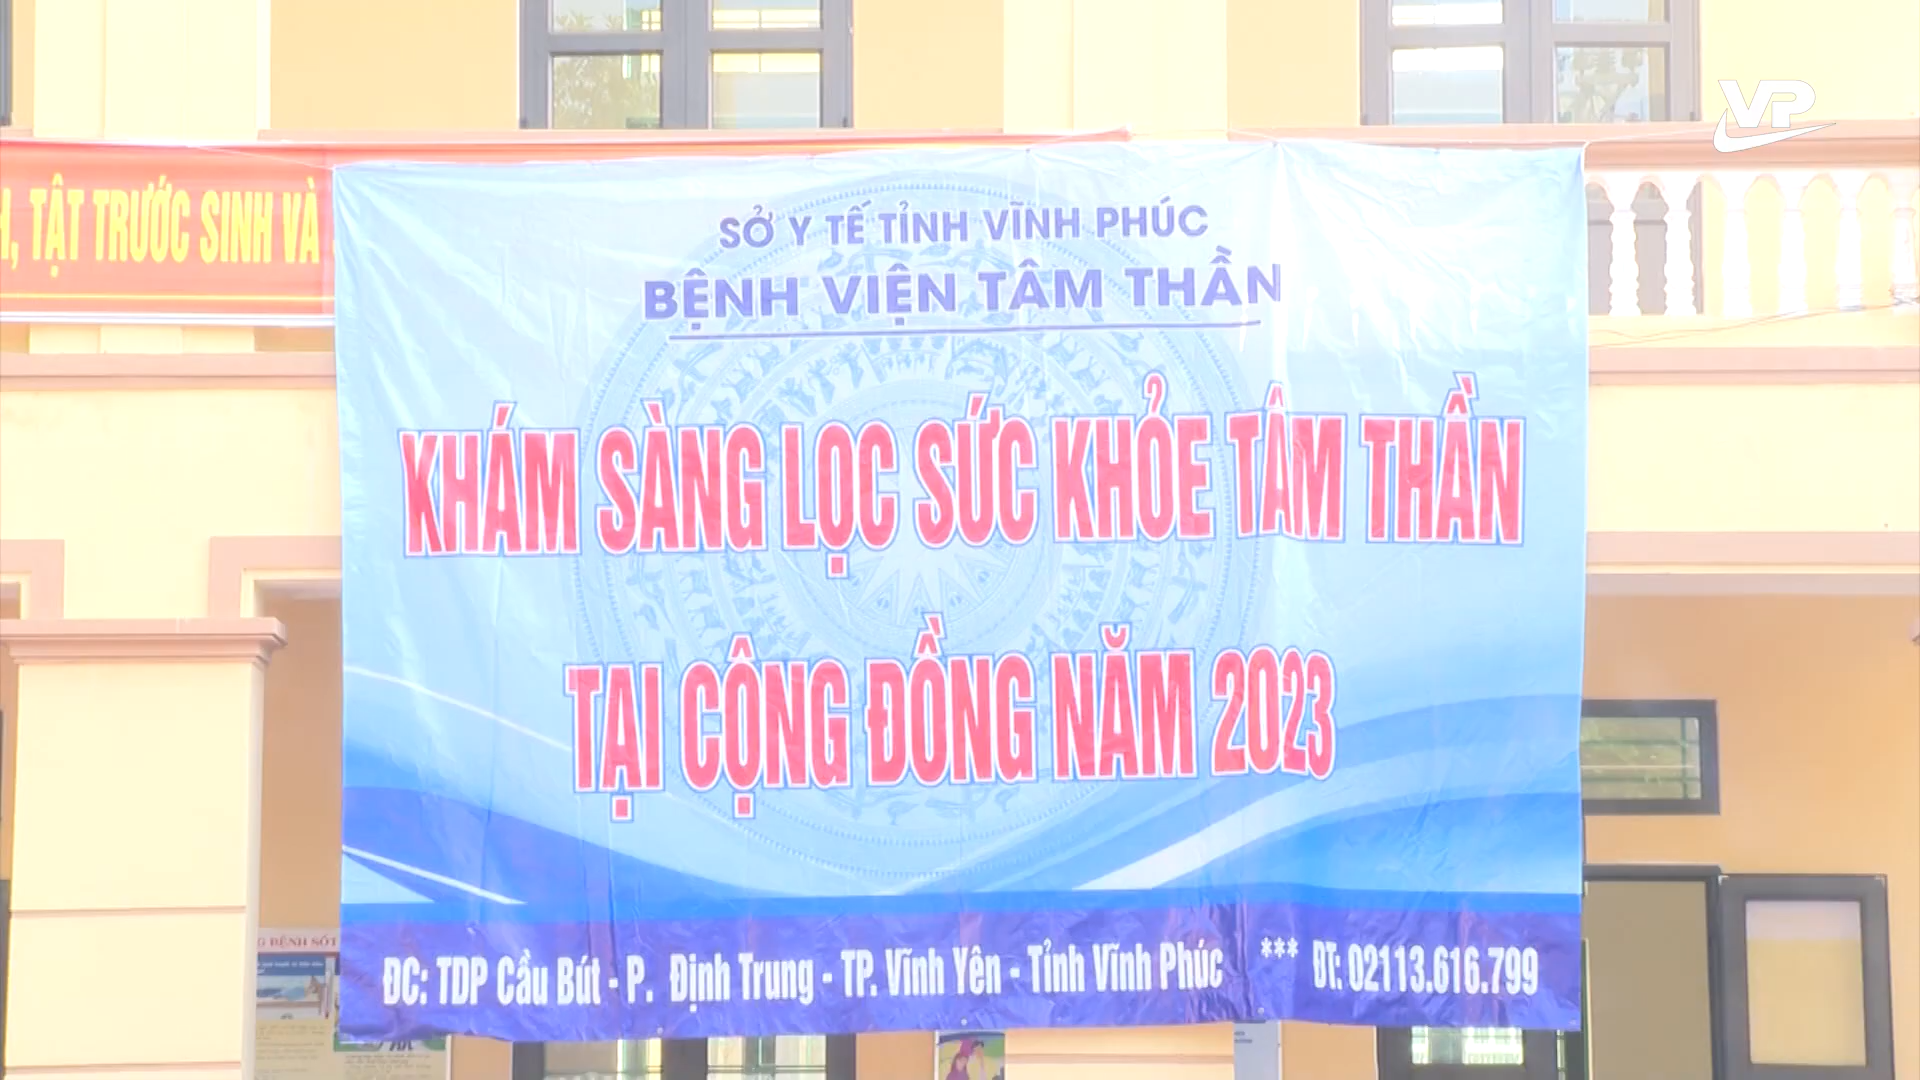 VP
, TẬT TRƯỚC SINH VÀ
SỞ Y TẾ TỈNH VĨNH PHÚC
BỆNH VIỆN TÂM THẦN
KHÁM SÀNG LỌC SỨC KHỎE TÂM THẦN
TẠI CỘNG ĐỒNG NĂM 2023
ĐC: TDP Cầu Bút - P. Định Trung - TP. Vĩnh Yên - Tỉnh Vĩnh Phúc *** ĐT: 02113.616.799
BỆNH SỐT